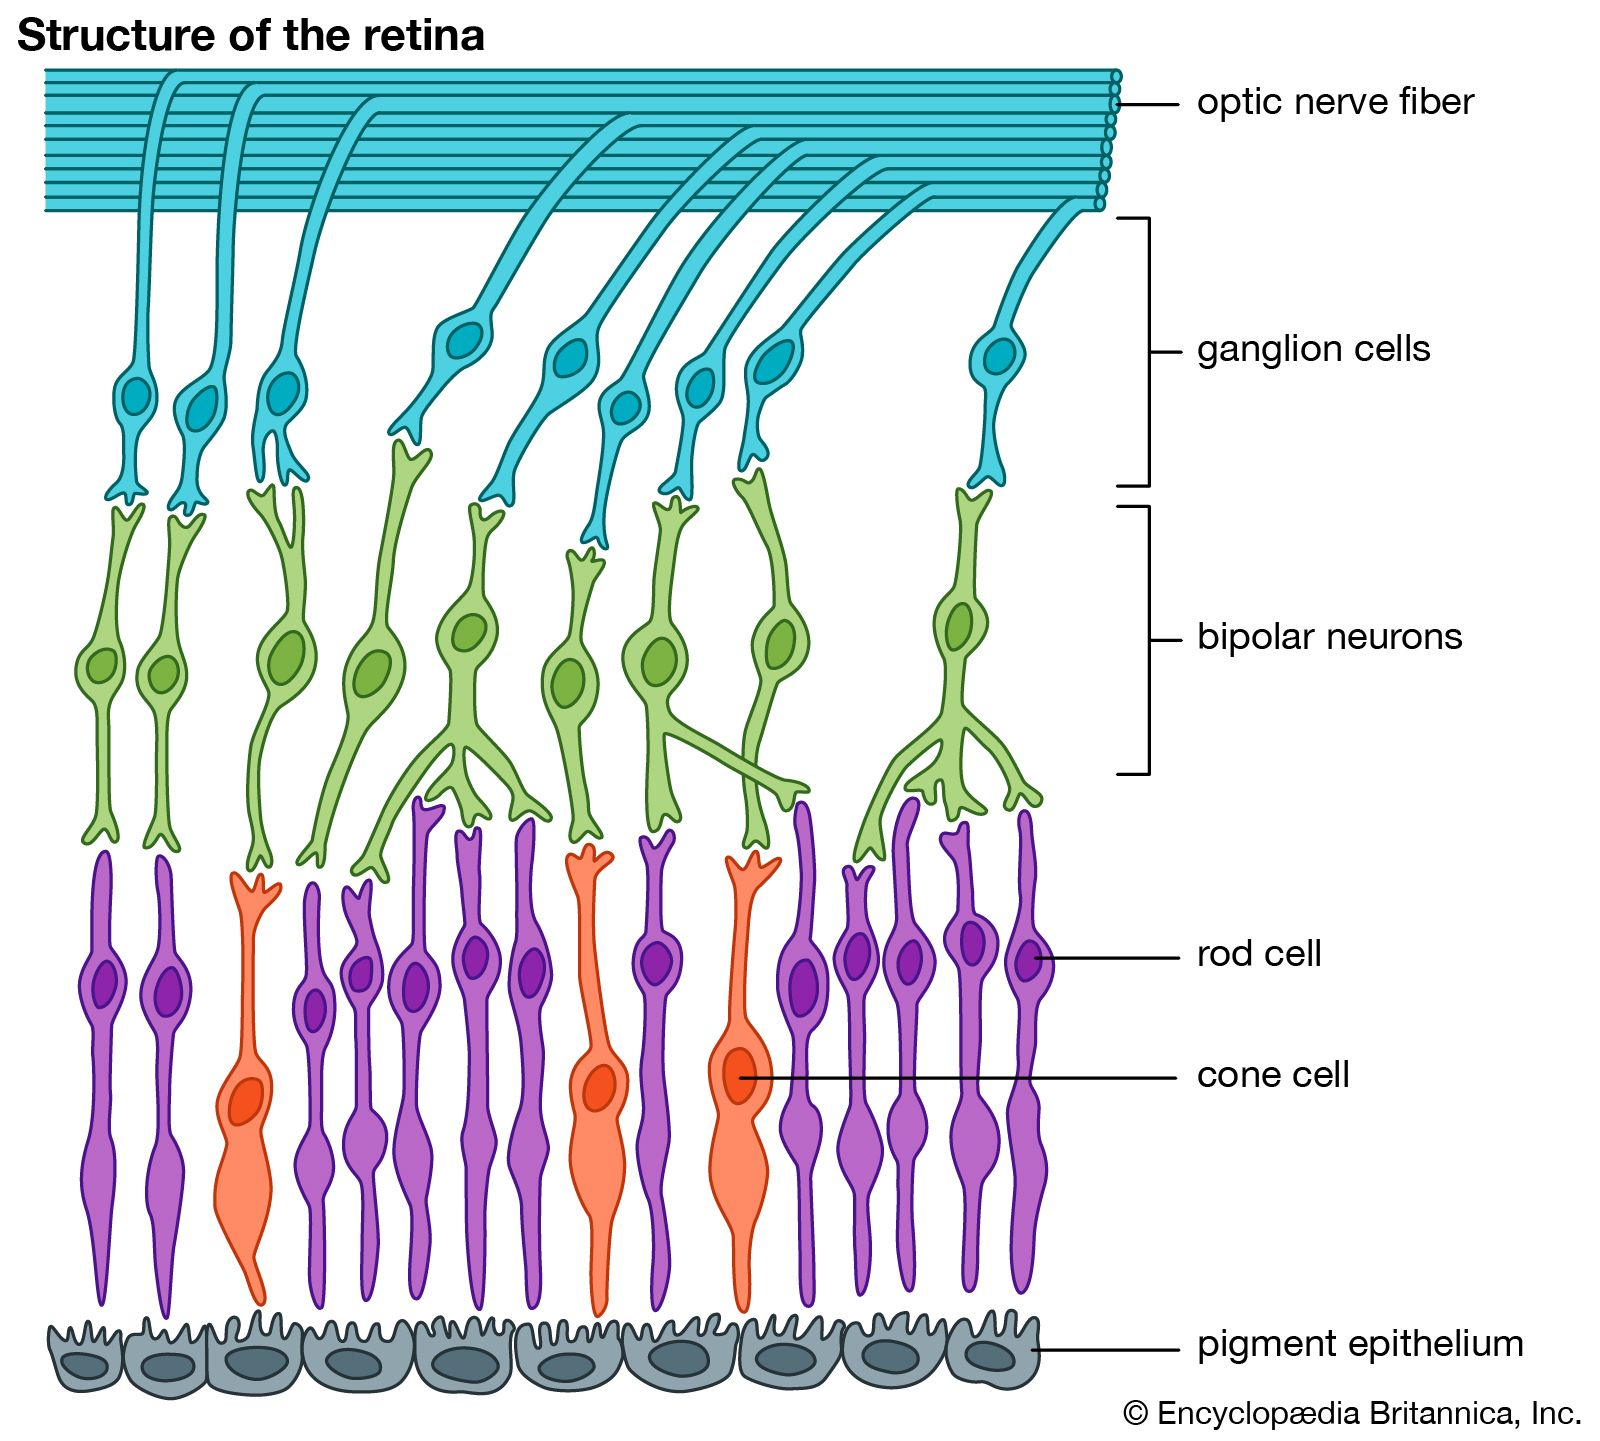 Structure of the retina
optic nerve fiber
ganglion cells
bipolar neurons
rod cell
cone cell
pigment epithelium
© Encyclopædia Britannica, Inc.